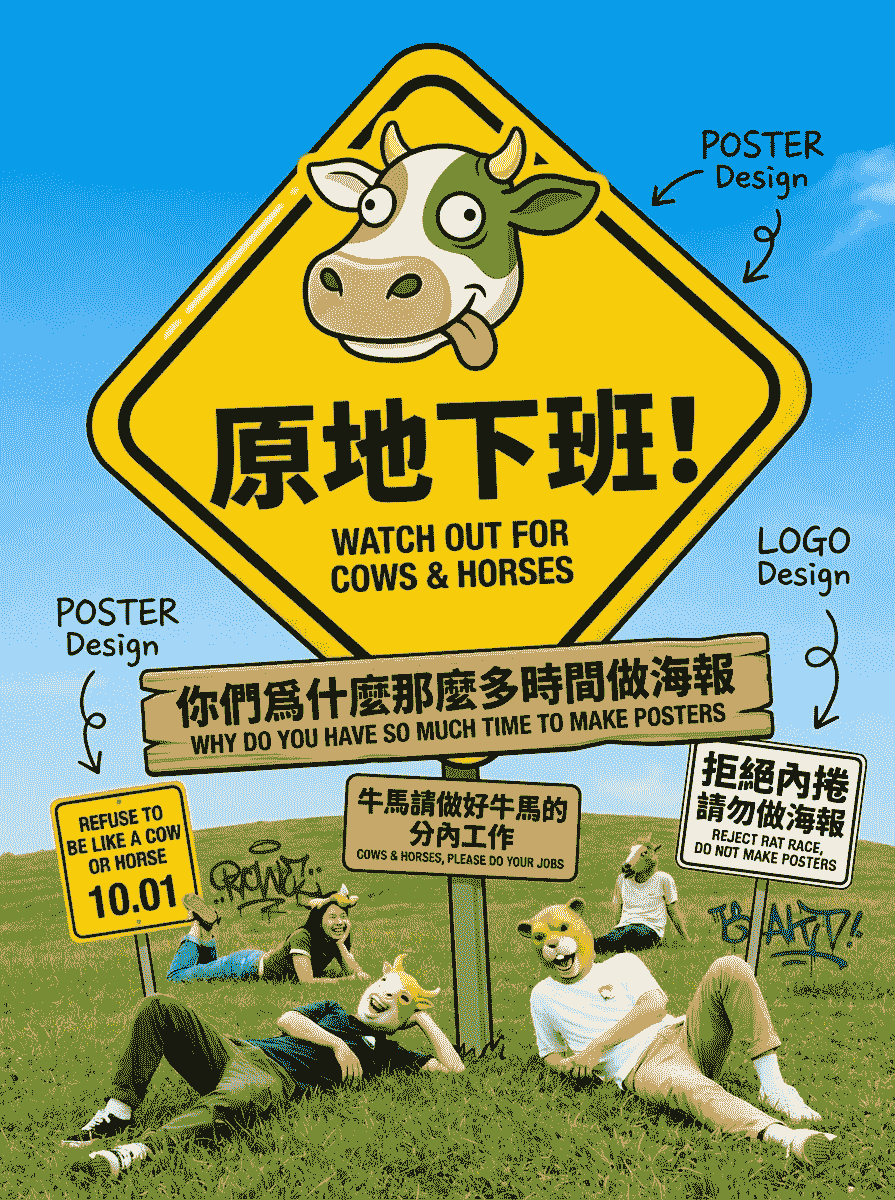 POSTER
Design
原地下班!
WATCH OUT FOR
COWS & HORSES
LOGO
Design
POSTER
Design
你們爲什麼那麼多時間做海報
WHY DO YOU HAVE SO MUCH TIME TO MAKE POSTERS
拒絕內捲
請勿做海報
REJECT RAT RACE,
DO NOT MAKE POSTERS
牛馬請做好牛馬的
分內工作
COWS & HORSES, PLEASE DO YOUR JOBS
REFUSE TO
BE LIKE A COW
OR HORSE
10.01